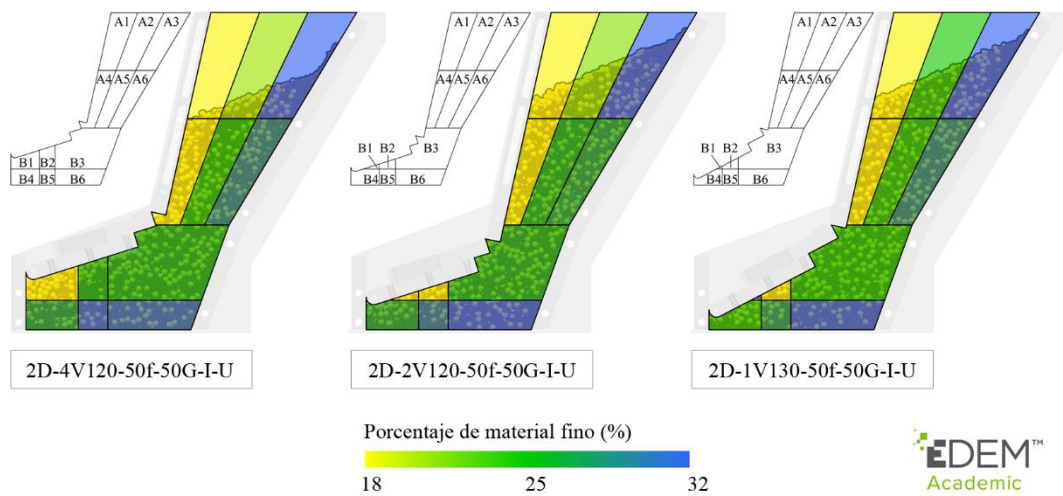 A1 A2 A3
A4 A5 A6
B1 B2 B3
B4 B5 B6
A1 A2 A3
A4 A5 A6
B1 B2 B3
B4 B5 B6
A1 A2 A3
A4 A5 A6
B1 B2 B3
B4 B5 B6
2D-4V120-50f-50G-I-U
2D-2V120-50f-50G-I-U
2D-1V130-50f-50G-I-U
Porcentaje de material fino (%)
18 25 32
EDEM™
Academic